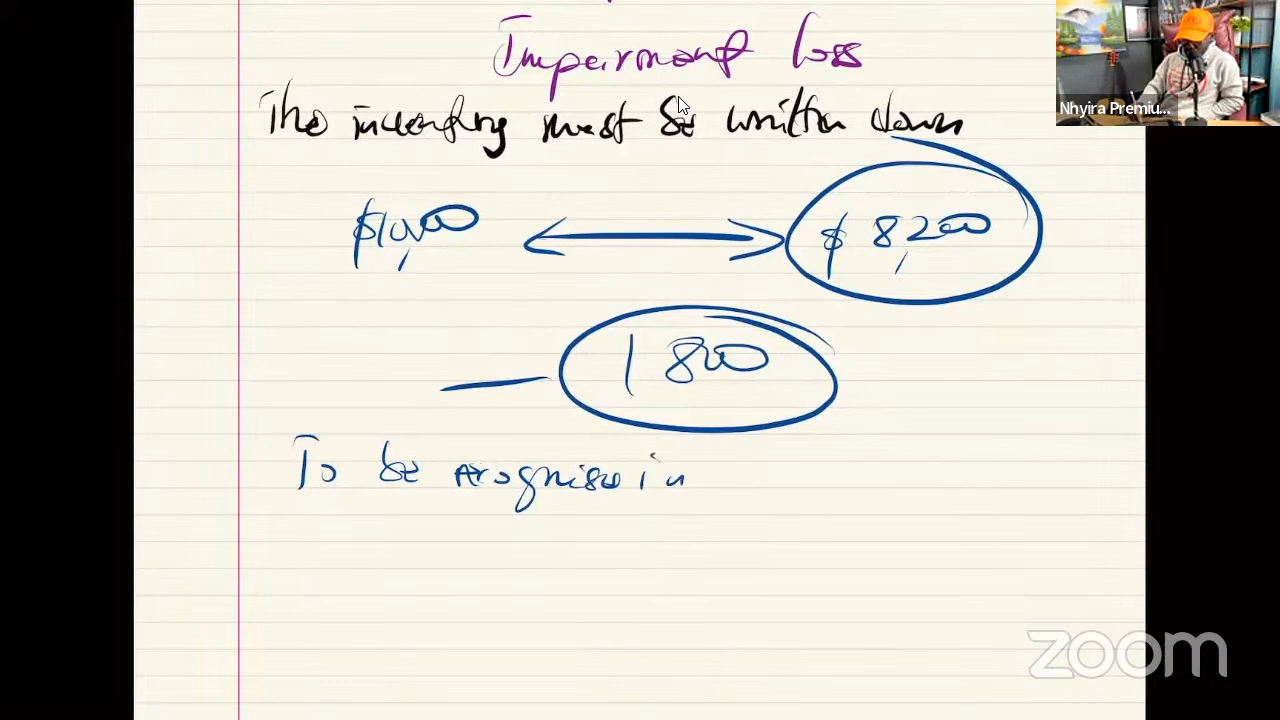 Impairment loss
The inventory must be written down
$10,000 $8,200
1800
To be recognise in
Nhyira Premiu...
zoom